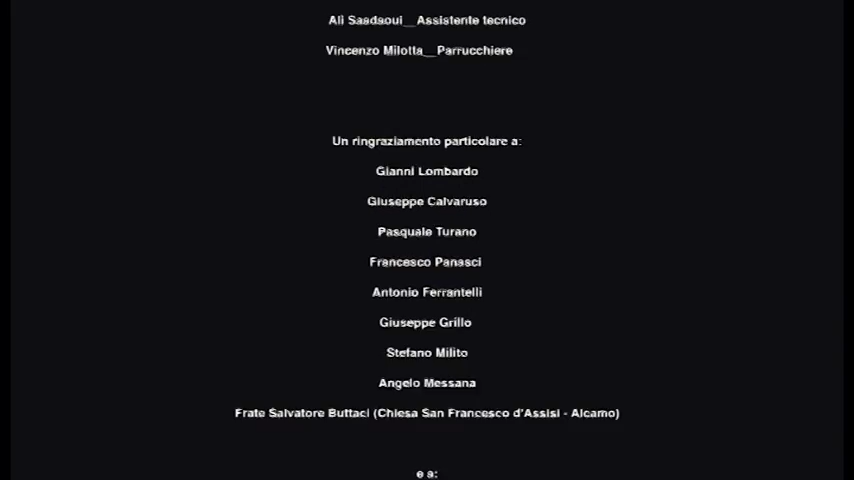 Alì Saadaoui__Assistente tecnico
Vincenzo Milotta__Parrucchiere
Un ringraziamento particolare a:
Gianni Lombardo
Giuseppe Calvaruso
Pasquale Turano
Francesco Panasci
Antonio Ferrantelli
Giuseppe Grillo
Stefano Milito
Angelo Messana
Frate Salvatore Buttaci (Chiesa San Francesco d'Assisi - Alcamo)
e a: